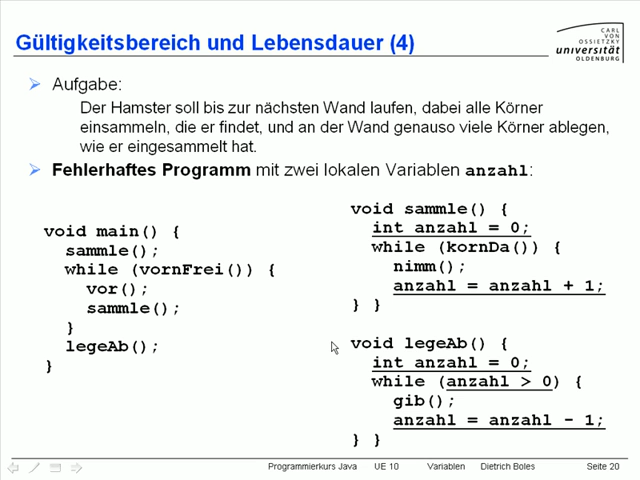 Gültigkeitsbereich und Lebensdauer (4)
CARL
VON
OSSIETZKY
universität
OLDENBURG
Aufgabe:
Der Hamster soll bis zur nächsten Wand laufen, dabei alle Körner
einsammeln, die er findet, und an der Wand genauso viele Körner ablegen,
wie er eingesammelt hat.
Fehlerhaftes Programm mit zwei lokalen Variablen anzahl:
void main() {
sammle();
while (vornFrei()) {
vor();
sammle();
}
legeAb();
}
void sammle() {
int anzahl = 0;
while (kornDa()) {
nimm();
anzahl = anzahl + 1;
} }
void legeAb() {
int anzahl = 0;
while (anzahl > 0) {
gib();
anzahl = anzahl - 1;
} }
Programmierkurs Java UE 10 Variablen Dietrich Boles Seite 20